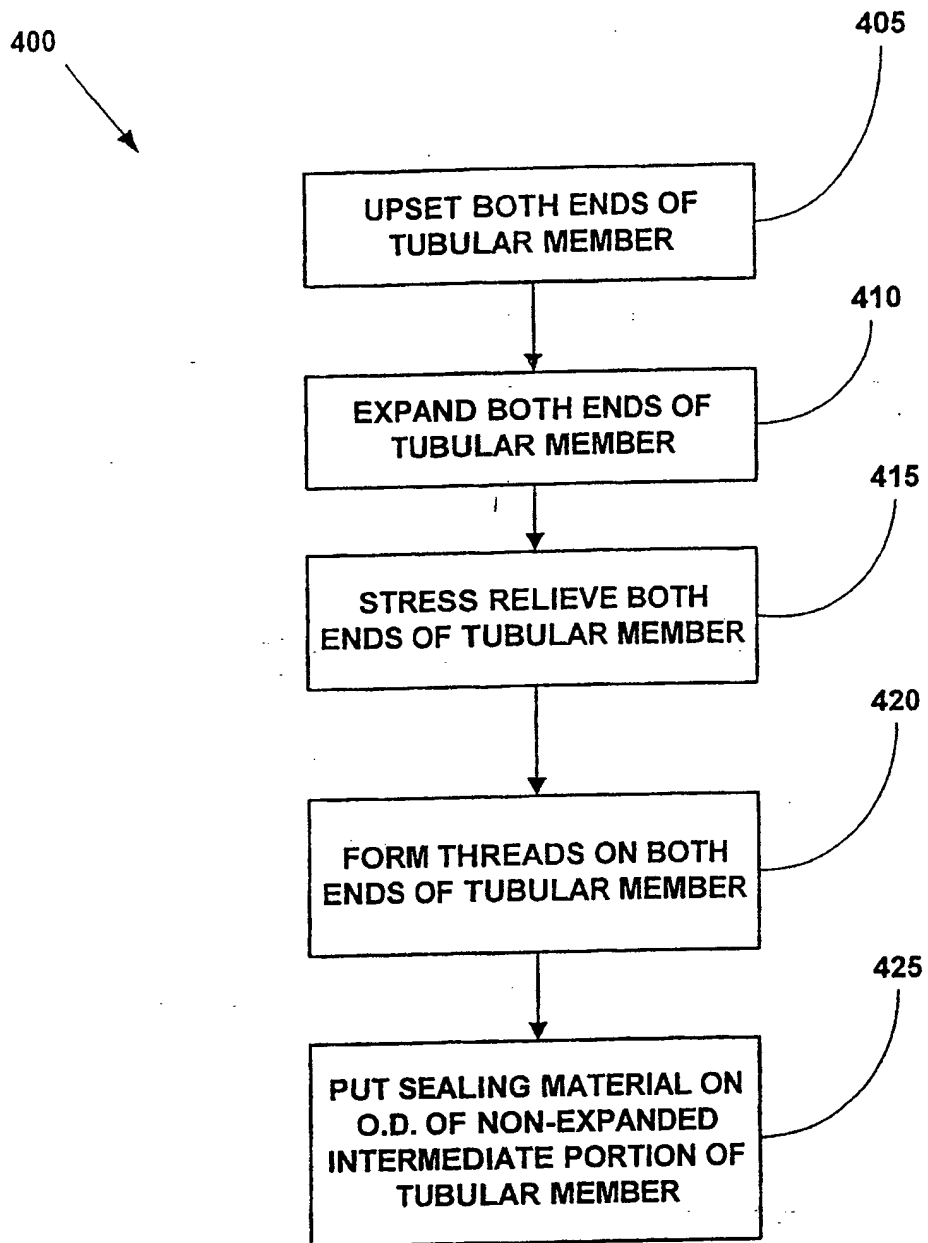 400
405
UPSET BOTH ENDS OF
TUBULAR MEMBER
410
EXPAND BOTH ENDS OF
TUBULAR MEMBER
415
STRESS RELIEVE BOTH
ENDS OF TUBULAR MEMBER
420
FORM THREADS ON BOTH
ENDS OF TUBULAR MEMBER
425
PUT SEALING MATERIAL ON
O.D. OF NON-EXPANDED
INTERMEDIATE PORTION OF
TUBULAR MEMBER